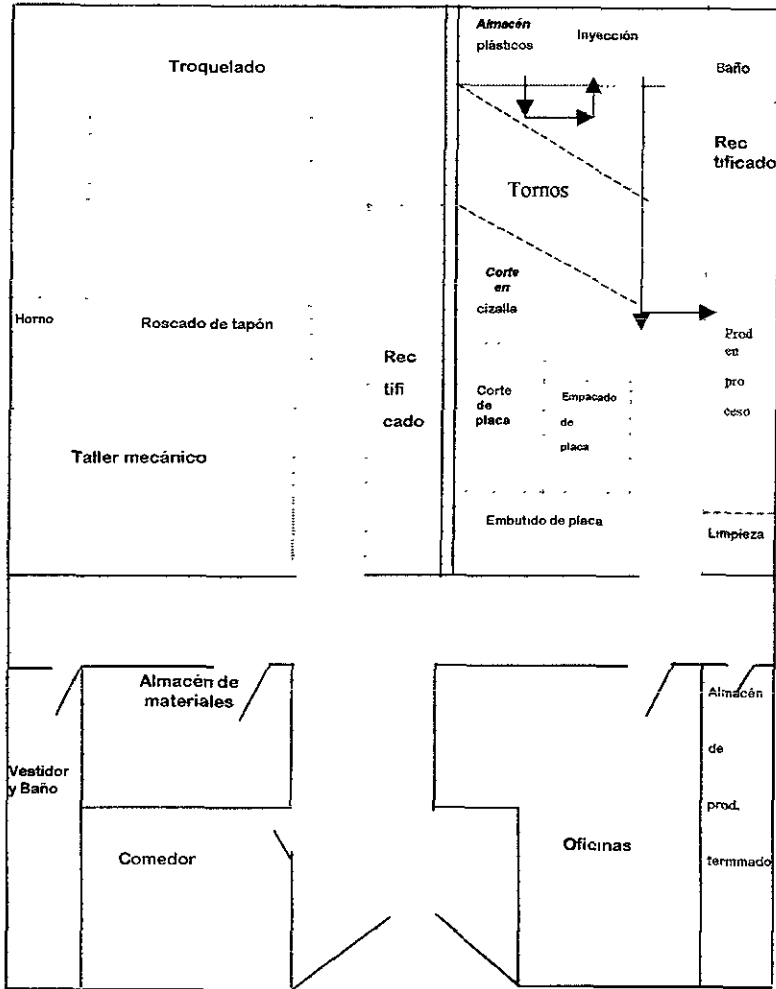 Almacén
plásticos
Inyección
Troquelado
Baño
Rec
tificado
Tornos
Corte
en
cizalla
Horno
Roscado de tapón
Prod
en
pro
ceso
Rec
tifi
cado
Corte
de
placa
Empacado
de
placa
Taller mecánico
Embutido de placa
Limpieza
Almacén de
materiales
Almacén
de
prod.
termmado
Vestidor
y Baño
Comedor
Oficinas